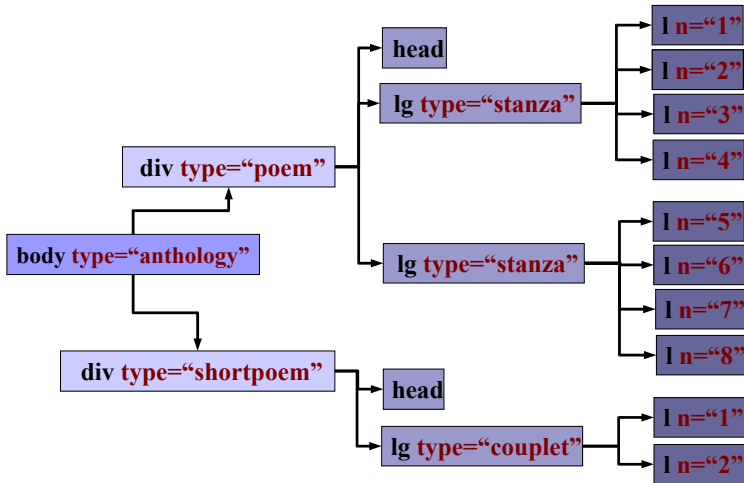 body type=“anthology”
div type=“poem”
head
lg type=“stanza”
l n=“1”
l n=“2”
l n=“3”
l n=“4”
lg type=“stanza”
l n=“5”
l n=“6”
l n=“7”
l n=“8”
div type=“shortpoem”
head
lg type=“couplet”
l n=“1”
l n=“2”